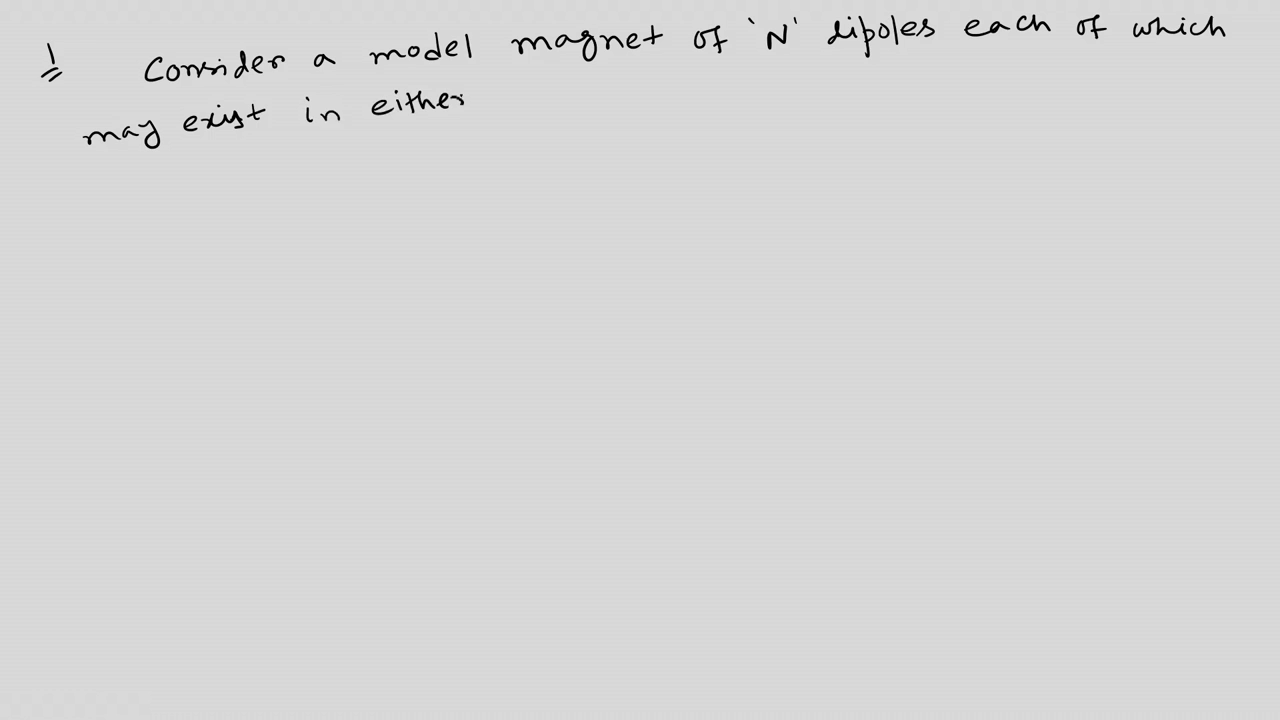 1 Consider a model magnet of 'N' dipoles each of which
may exist in either